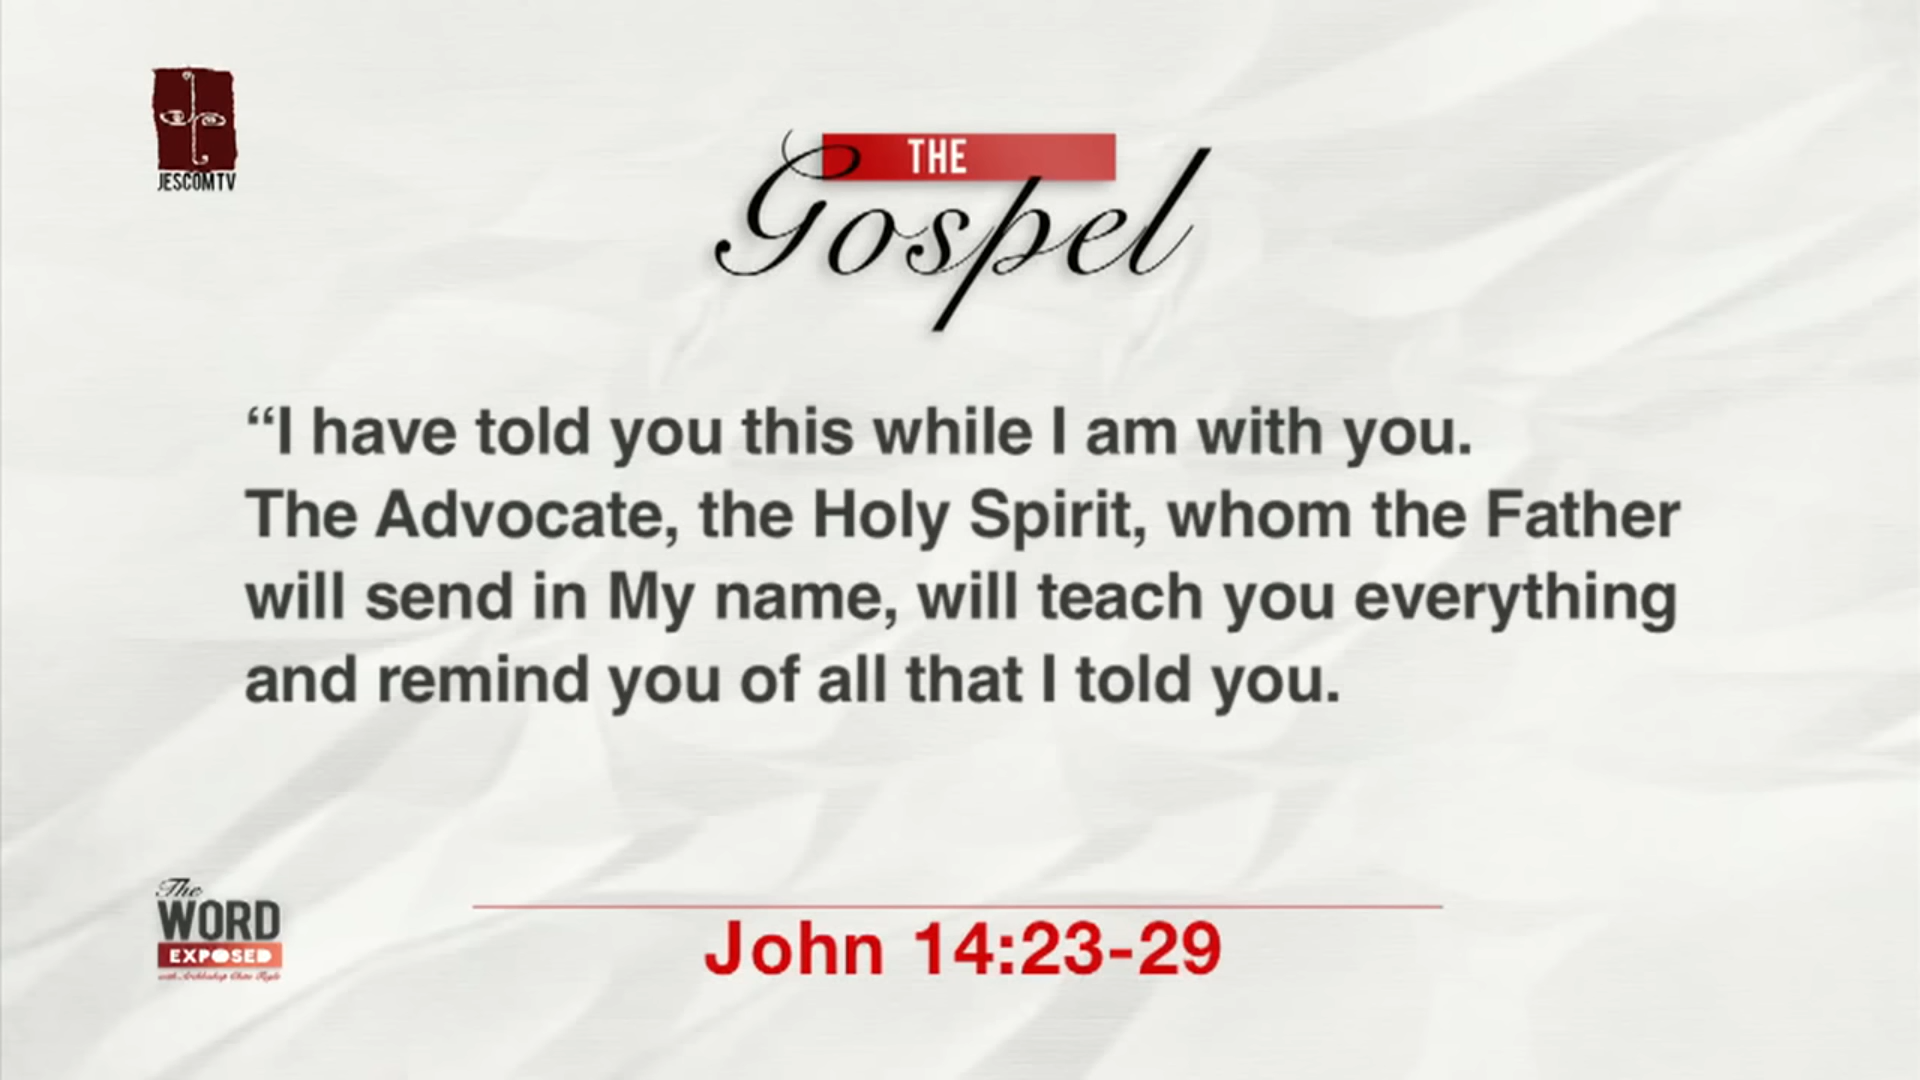 JESCOMTV
THE
Gospel
“I have told you this while I am with you.
The Advocate, the Holy Spirit, whom the Father
will send in My name, will teach you everything
and remind you of all that I told you.
The
WORD
EXPOSED
John 14:23-29